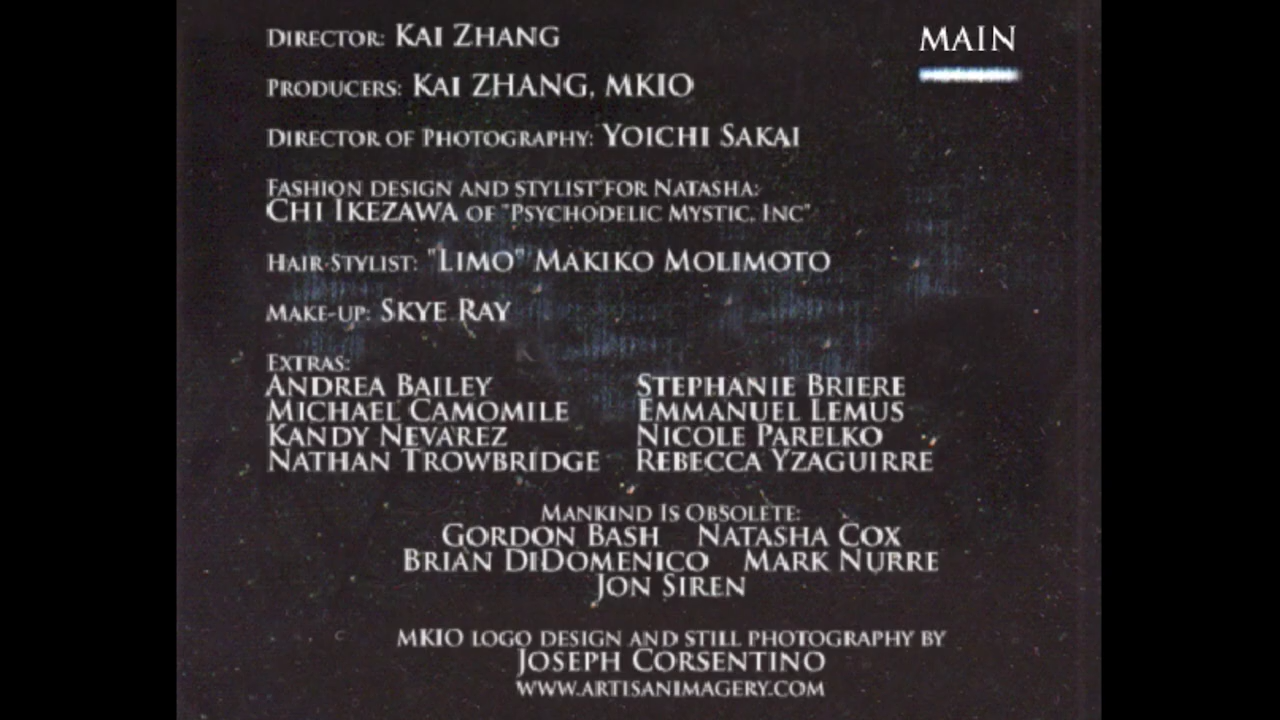 DIRECTOR: KAI ZHANG
MAIN
PRODUCERS: KAI ZHANG, MKIO
DIRECTOR OF PHOTOGRAPHY: YOICHI SAKAI
FASHION DESIGN AND STYLIST FOR NATASHA:
CHI IKEZAWA OF "PSYCHODELIC MYSTIC, INC"
HAIR-STYLIST: "LIMO" MAKIKO MOLIMOTO
MAKE-UP: SKYE RAY
EXTRAS:
ANDREA BAILEY STEPHANIE BRIERE
MICHAEL CAMOMILE EMMANUEL LEMUS
KANDY NEVAREZ NICOLE PARELKO
NATHAN TROWBRIDGE REBECCA YZAGUIRRE
MANKIND IS OBSOLETE:
GORDON BASH NATASHA COX
BRIAN DIDOMENICO MARK NURRE
JON SIREN
MKIO LOGO DESIGN AND STILL PHOTOGRAPHY BY
JOSEPH CORSENTINO
WWW.ARTISANIMAGERY.COM